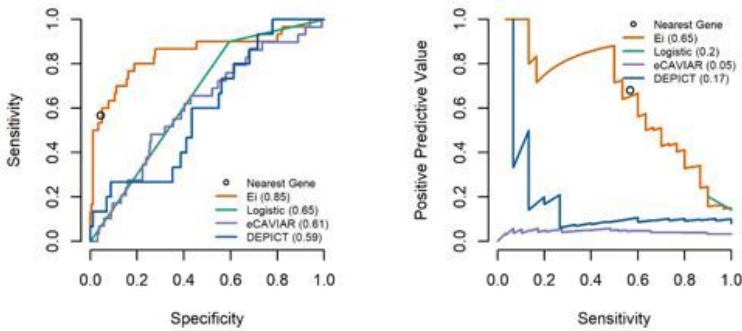 1.0
0.8
0.6
0.4
0.2
0.0
Sensitivity
Nearest Gene
Ei (0.85)
Logistic (0.65)
eCAVIAR (0.61)
DEPICT (0.59)
0.0 0.2 0.4 0.6 0.8 1.0
Specificity
1.0
0.8
0.6
0.4
0.2
0.0
Positive Predictive Value
Nearest Gene
Ei (0.65)
Logistic (0.2)
eCAVIAR (0.05)
DEPICT (0.17)
0.0 0.2 0.4 0.6 0.8 1.0
Sensitivity